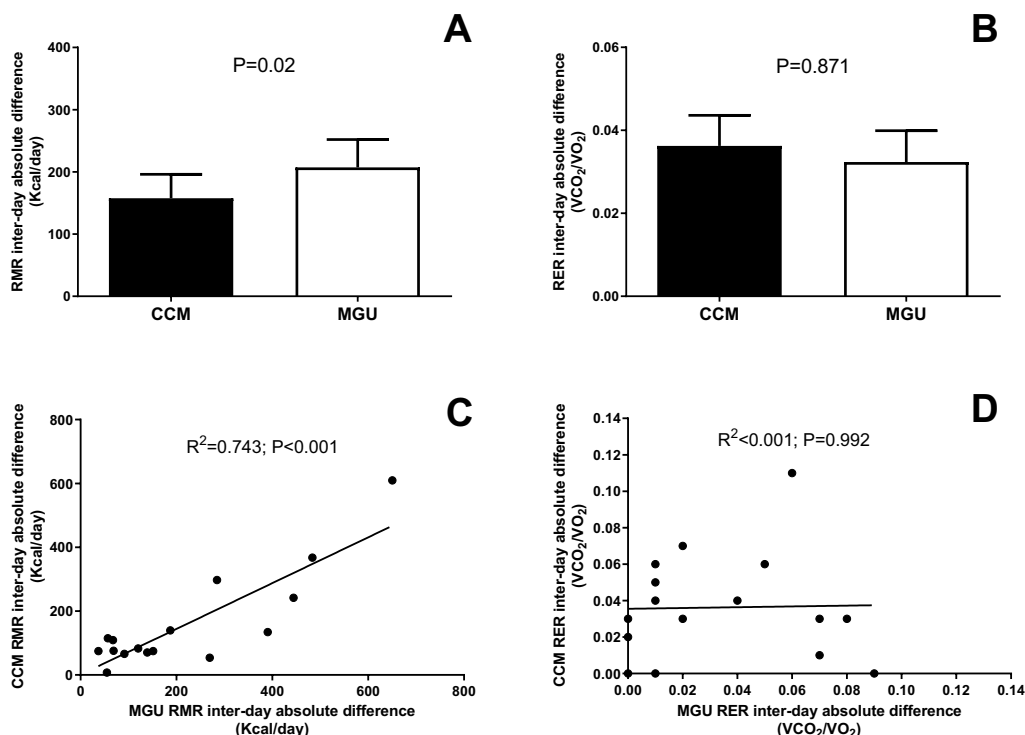 A
RMR inter-day absolute difference
(Kcal/day)
400
300
200
100
0
P=0.02
CCM
MGU
B
RER inter-day absolute difference
(VCO₂/VO₂)
0.06
0.04
0.02
0.00
P=0.871
CCM
MGU
C
CCM RMR inter-day absolute difference
(Kcal/day)
800
600
400
200
0
R²=0.743; P<0.001
0
200
400
600
800
MGU RMR inter-day absolute difference
(Kcal/day)
D
CCM RER inter-day absolute difference
(VCO₂/VO₂)
0.14
0.12
0.10
0.08
0.06
0.04
0.02
0.00
R²<0.001; P=0.992
0.00
0.02
0.04
0.06
0.08
0.10
0.12
0.14
MGU RER inter-day absolute difference
(VCO₂/VO₂)